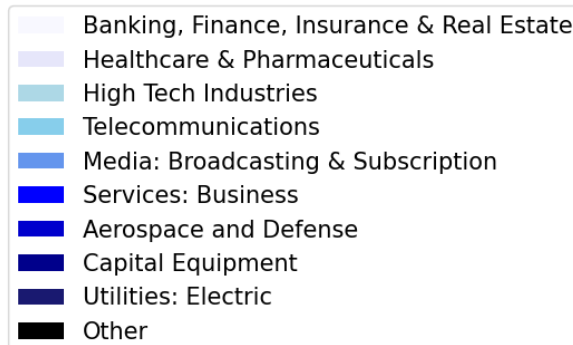 Banking, Finance, Insurance & Real Estate
Healthcare & Pharmaceuticals
High Tech Industries
Telecommunications
Media: Broadcasting & Subscription
Services: Business
Aerospace and Defense
Capital Equipment
Utilities: Electric
Other